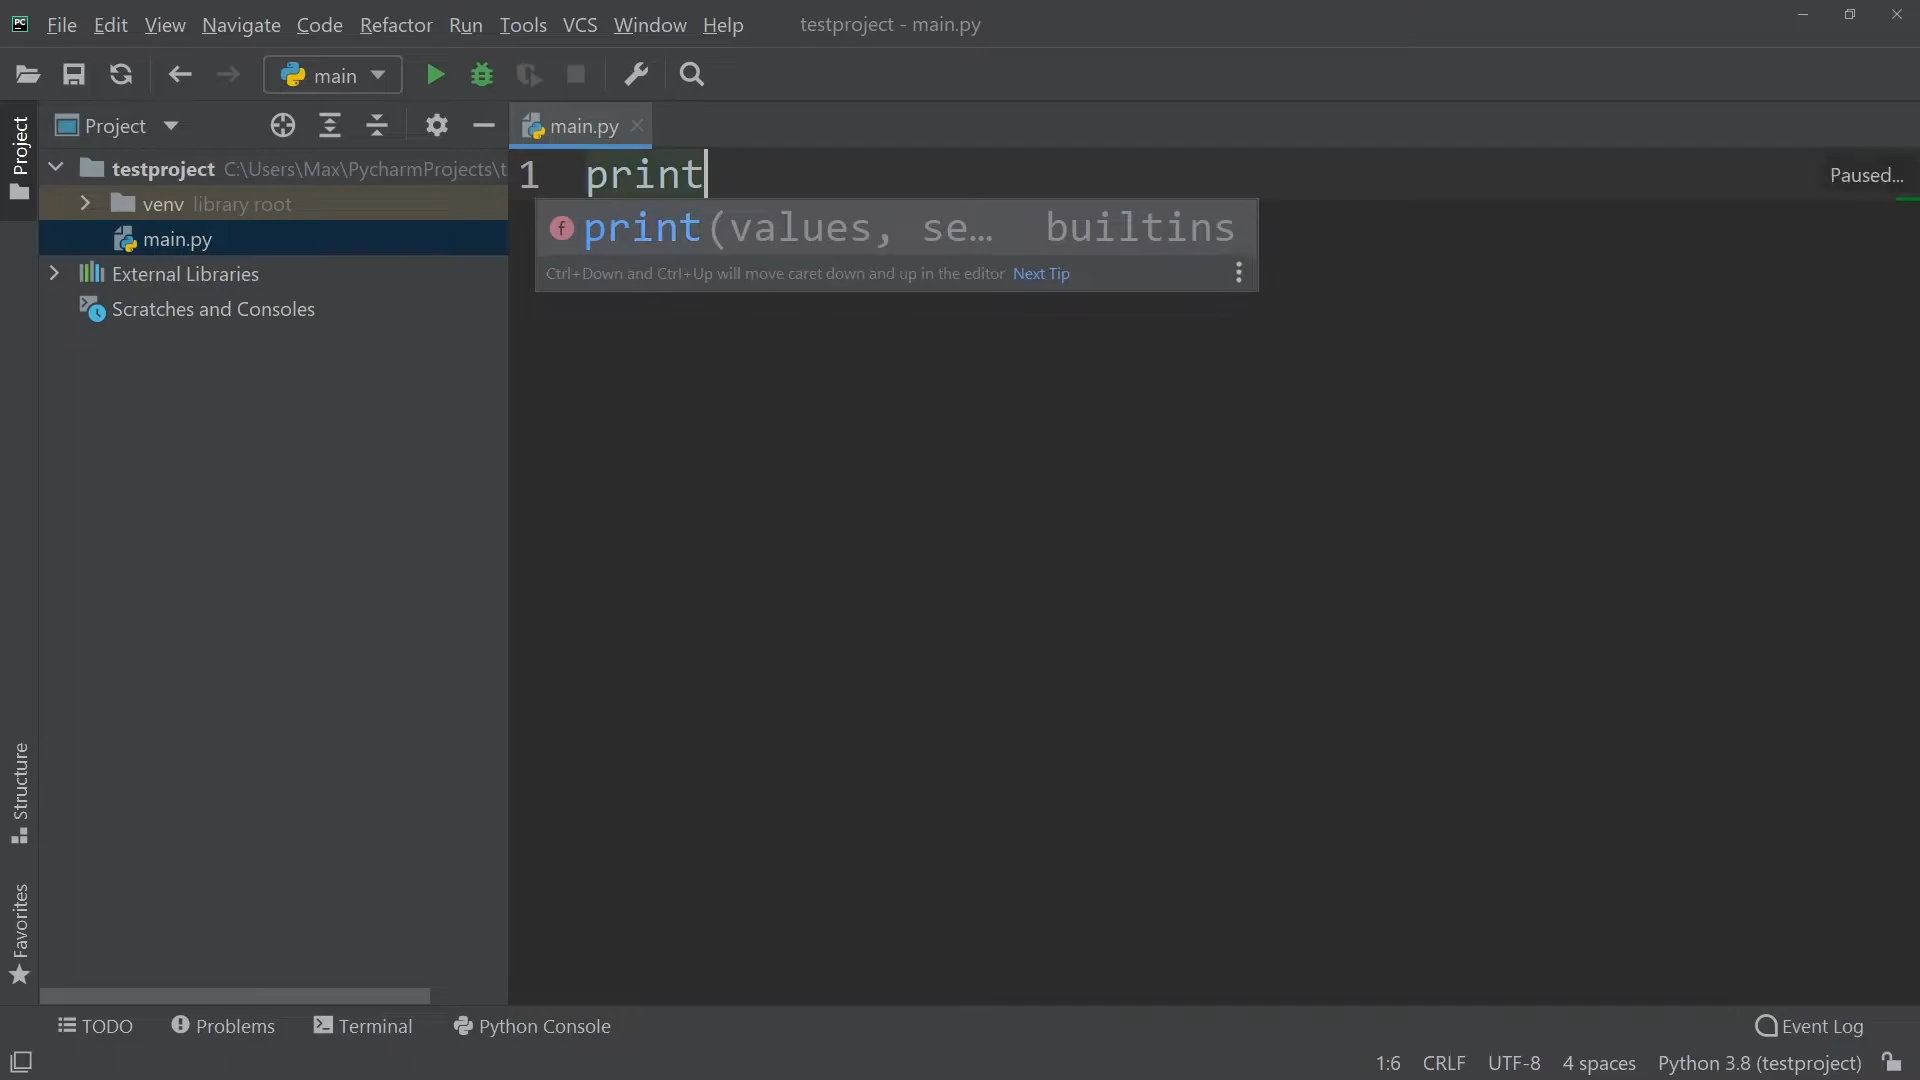 PC File Edit View Navigate Code Refactor Run Tools VCS Window Help testproject - main.py
main
Project
Project
main.py
testproject C:\Users\Max\PycharmProjects\t
1 print
Paused...
venv library root
print(values, se... builtins
main.py
Ctrl+Down and Ctrl+Up will move caret down and up in the editor Next Tip
External Libraries
Scratches and Consoles
Structure
Favorites
TODO Problems Terminal Python Console Event Log
1:6 CRLF UTF-8 4 spaces Python 3.8 (testproject)